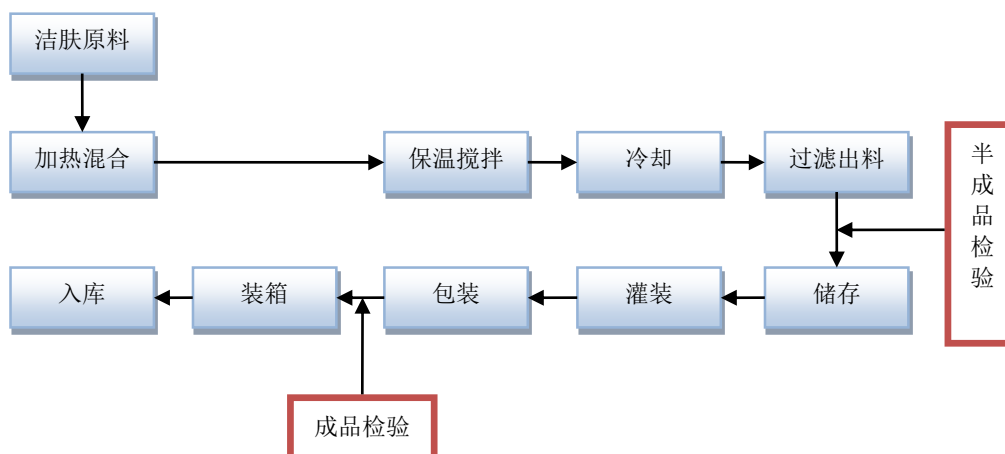 洁肤原料
加热混合
保温搅拌
冷却
过滤出料
半成品检验
入库
装箱
包装
灌装
储存
成品检验